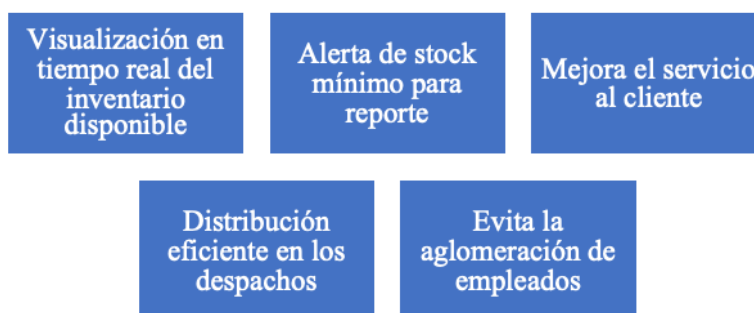 Visualización en
tiempo real del
inventario
disponible
Alerta de stock
mínimo para
reporte
Mejora el servicio
al cliente
Distribución
eficiente en los
despachos
Evita la
aglomeración de
empleados